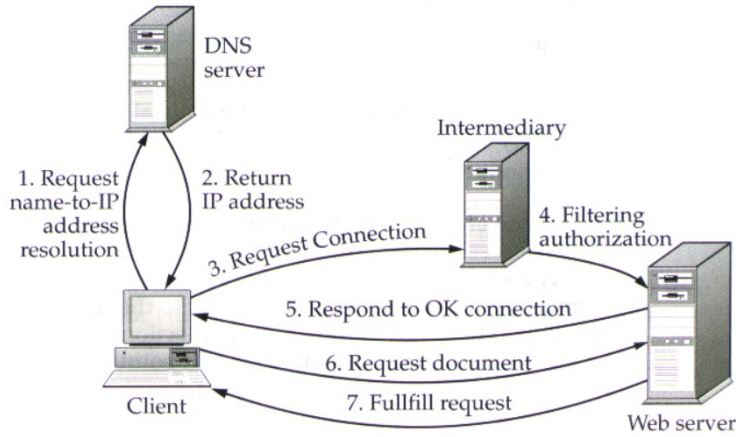 DNS
server
Intermediary
1. Request
name-to-IP
address
resolution
2. Return
IP address
3. Request Connection
4. Filtering
authorization
5. Respond to OK connection
6. Request document
7. Fullfill request
Client
Web server